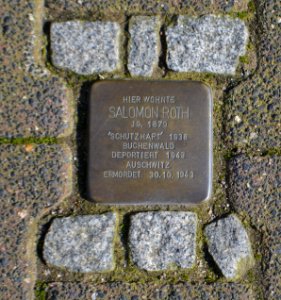 HIER WOHNTE
SALOMON ROTH
JG. 1870
"SCHUTZHAFT" 1938
BUCHENWALD
DEPORTIERT 1943
AUSCHWITZ
ERMORDET 30.10.1943